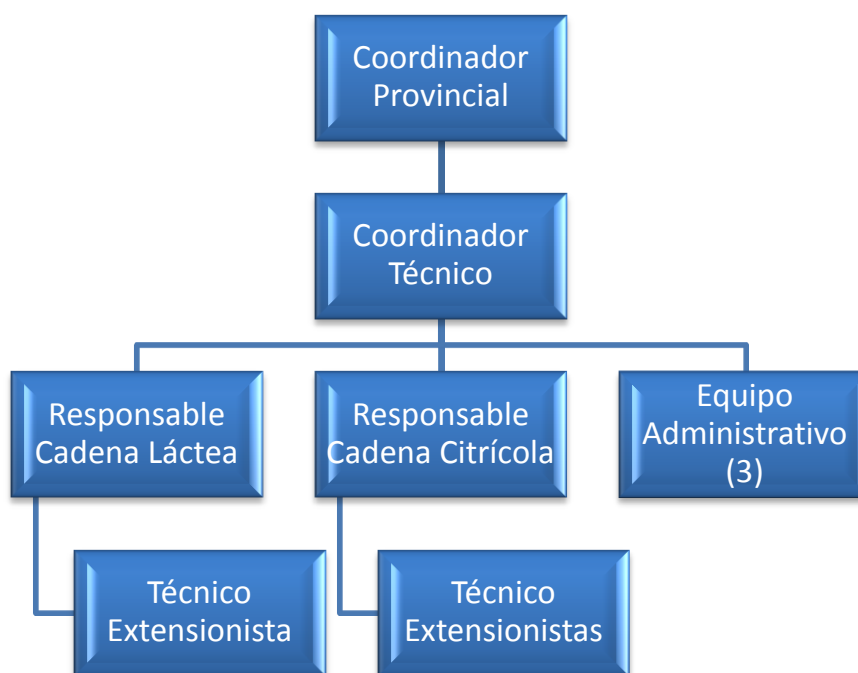 Coordinador
Provincial
Coordinador
Técnico
Responsable
Cadena Láctea
Responsable
Cadena Citrícola
Equipo
Administrativo
(3)
Técnico
Extensionista
Técnico
Extensionistas